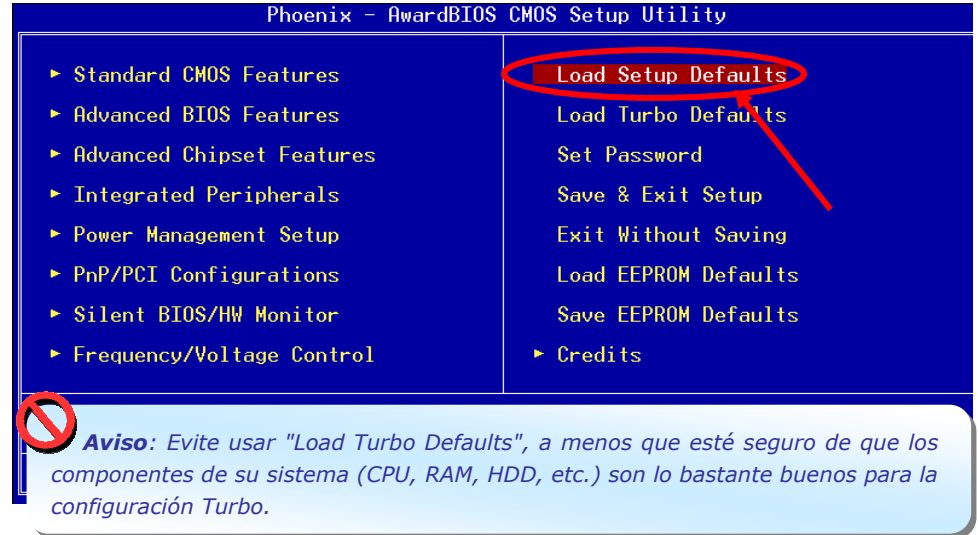 Phoenix - AwardBIOS CMOS Setup Utility
► Standard CMOS Features
► Advanced BIOS Features
► Advanced Chipset Features
► Integrated Peripherals
► Power Management Setup
► PnP/PCI Configurations
► Silent BIOS/HW Monitor
► Frequency/Voltage Control
Load Setup Defaults
Load Turbo Defaults
Set Password
Save & Exit Setup
Exit Without Saving
Load EEPROM Defaults
Save EEPROM Defaults
► Credits
Aviso: Evite usar "Load Turbo Defaults", a menos que esté seguro de que los
componentes de su sistema (CPU, RAM, HDD, etc.) son lo bastante buenos para la
configuración Turbo.